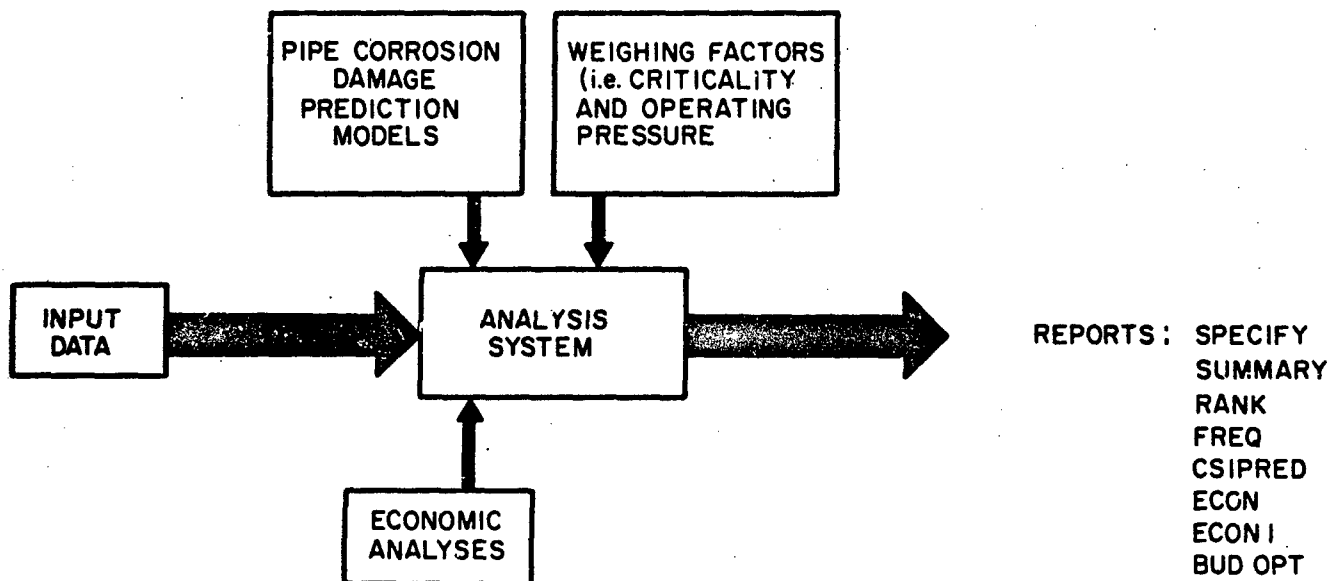 PIPE CORROSION
DAMAGE
PREDICTION
MODELS
WEIGHING FACTORS
(i.e. CRITICALITY
AND OPERATING
PRESSURE
INPUT
DATA
ANALYSIS
SYSTEM
ECONOMIC
ANALYSES
REPORTS: SPECIFY
SUMMARY
RANK
FREQ
CSIPRED
ECON
ECON I
BUD OPT